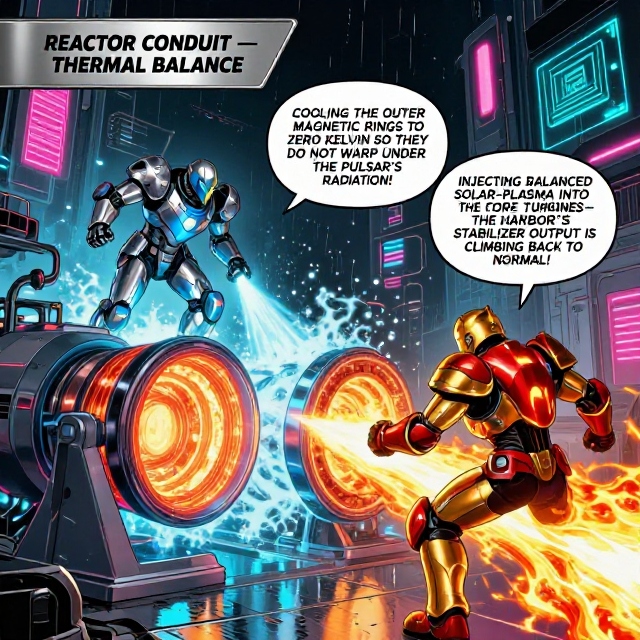 REACTOR CONDUIT —
THERMAL BALANCE
COOLING THE OUTER
MAGNETIC RINGS TO
ZERO KELVIN SO THEY
DO NOT WARP UNDER
THE PULSAR'S
RADIATION!
INJECTING BALANCED
SOLAR-PLASMA INTO
THE CORE TURBINES—
THE HARBOR'S
STABILIZER OUTPUT IS
CLIMBING BACK TO
NORMAL!